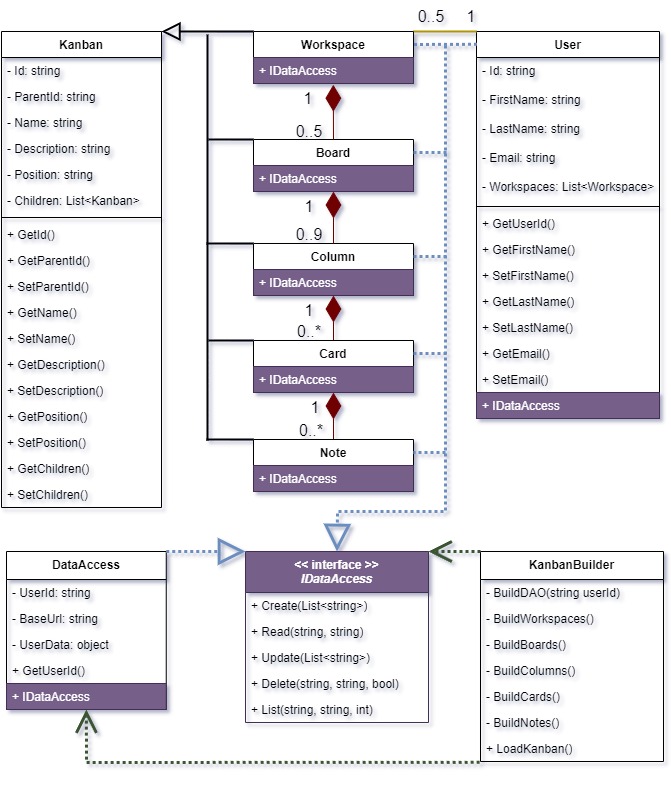 0..5 1
Kanban
- Id: string
- ParentId: string
- Name: string
- Description: string
- Position: string
- Children: List<Kanban>
+ GetId()
+ GetParentId()
+ SetParentId()
+ GetName()
+ SetName()
+ GetDescription()
+ SetDescription()
+ GetPosition()
+ SetPosition()
+ GetChildren()
+ SetChildren()
Workspace
+ IDataAccess
1
0..5
Board
+ IDataAccess
1
0..9
Column
+ IDataAccess
1
0..*
Card
+ IDataAccess
1
0..*
Note
+ IDataAccess
User
- Id: string
- FirstName: string
- LastName: string
- Email: string
- Workspaces: List<Workspace>
+ GetUserId()
+ GetFirstName()
+ SetFirstName()
+ GetLastName()
+ SetLastName()
+ GetEmail()
+ SetEmail()
+ IDataAccess
DataAccess
- UserId: string
- BaseUrl: string
- UserData: object
+ GetUserId()
+ IDataAccess
<< interface >>
IDataAccess
+ Create(List<string>)
+ Read(string, string)
+ Update(List<string>)
+ Delete(string, string, bool)
+ List(string, string, int)
KanbanBuilder
- BuildDAO(string userId)
- BuildWorkspaces()
- BuildBoards()
- BuildColumns()
- BuildCards()
- BuildNotes()
+ LoadKanban()